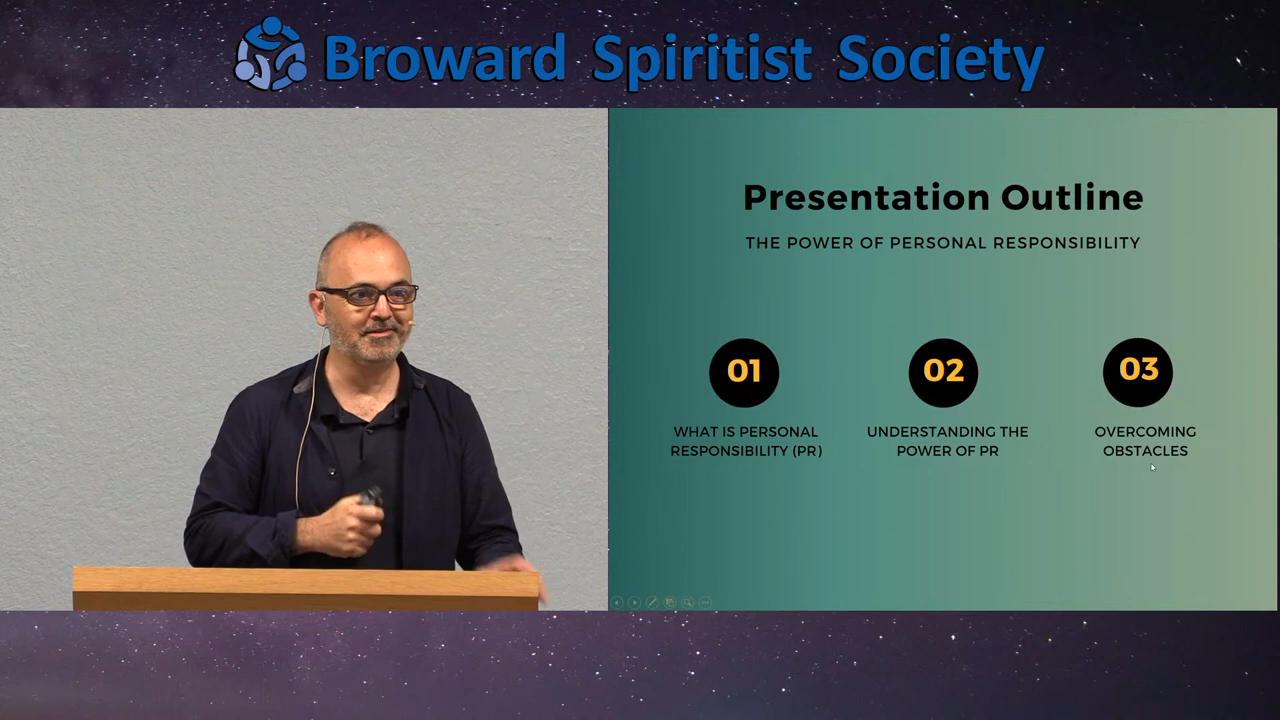 Broward Spiritist Society
Presentation Outline
THE POWER OF PERSONAL RESPONSIBILITY
01
02
03
WHAT IS PERSONAL
RESPONSIBILITY (PR)
UNDERSTANDING THE
POWER OF PR
OVERCOMING
OBSTACLES